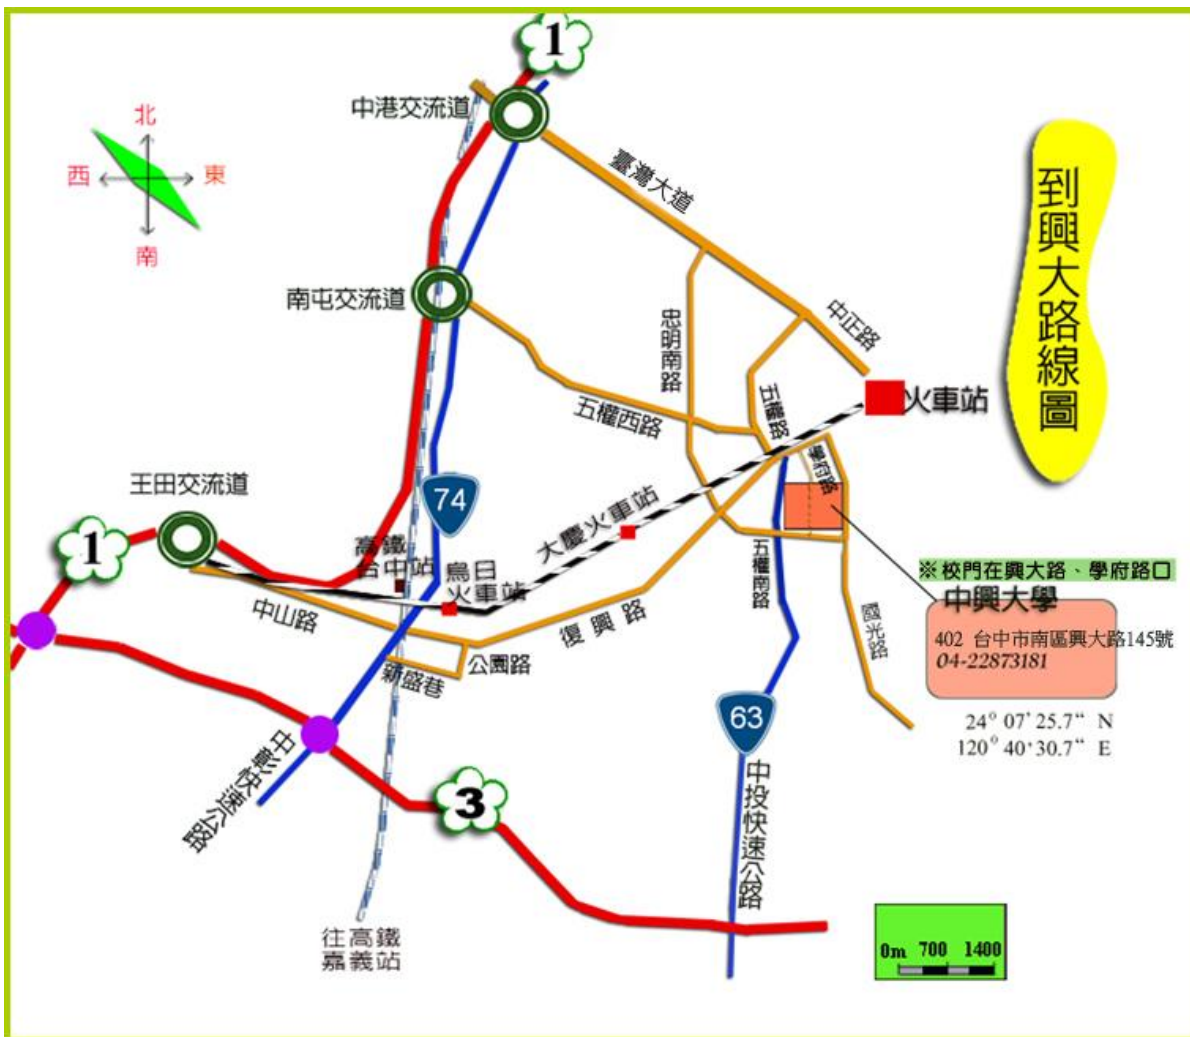 1
中港交流道
北
西
東
南
臺灣大道
到興大路線圖
南屯交流道
忠明南路
中正路
五權西路
五權路
火車站
學府路
王田交流道
74
1
高鐵
台中站
烏日
火車站
大慶火車站
五權南路
※校門在興大路、學府路口
中興大學
402 台中市南區興大路145號
04-22873181
中山路
復興路
國光路
公園路
新盛巷
24° 07' 25.7“ N
120° 40' 30.7“ E
63
中彰快速公路
3
中投快速公路
往高鐵
嘉義站
0m 700 1400